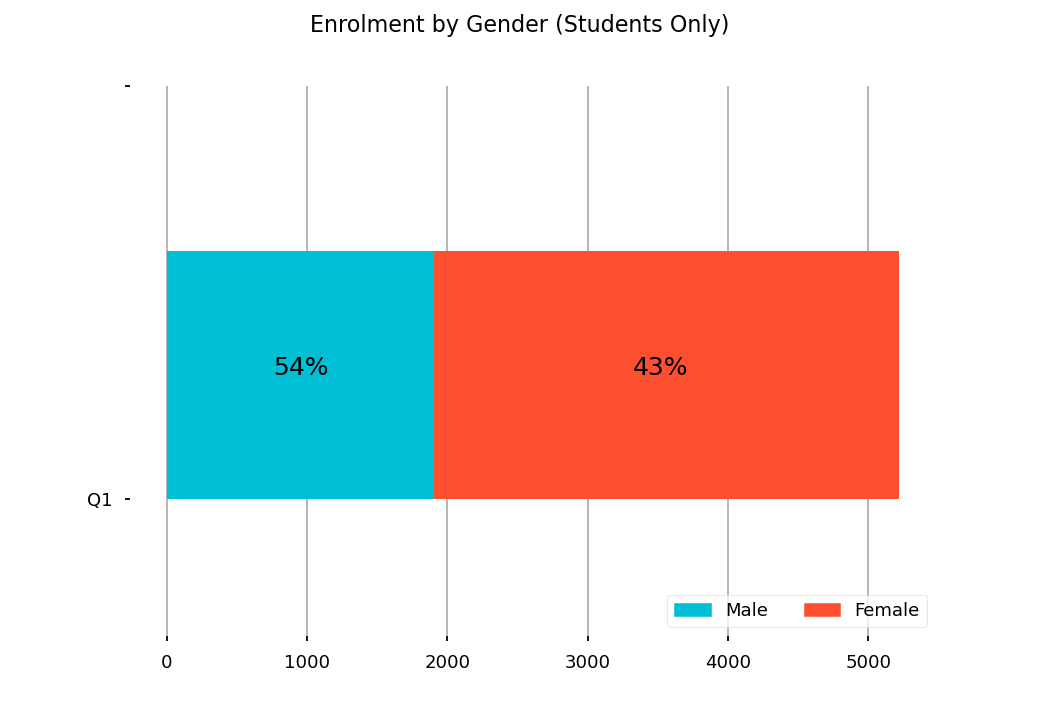 Enrolment by Gender (Students Only)
54%
43%
Q1
Male
Female
0 1000 2000 3000 4000 5000